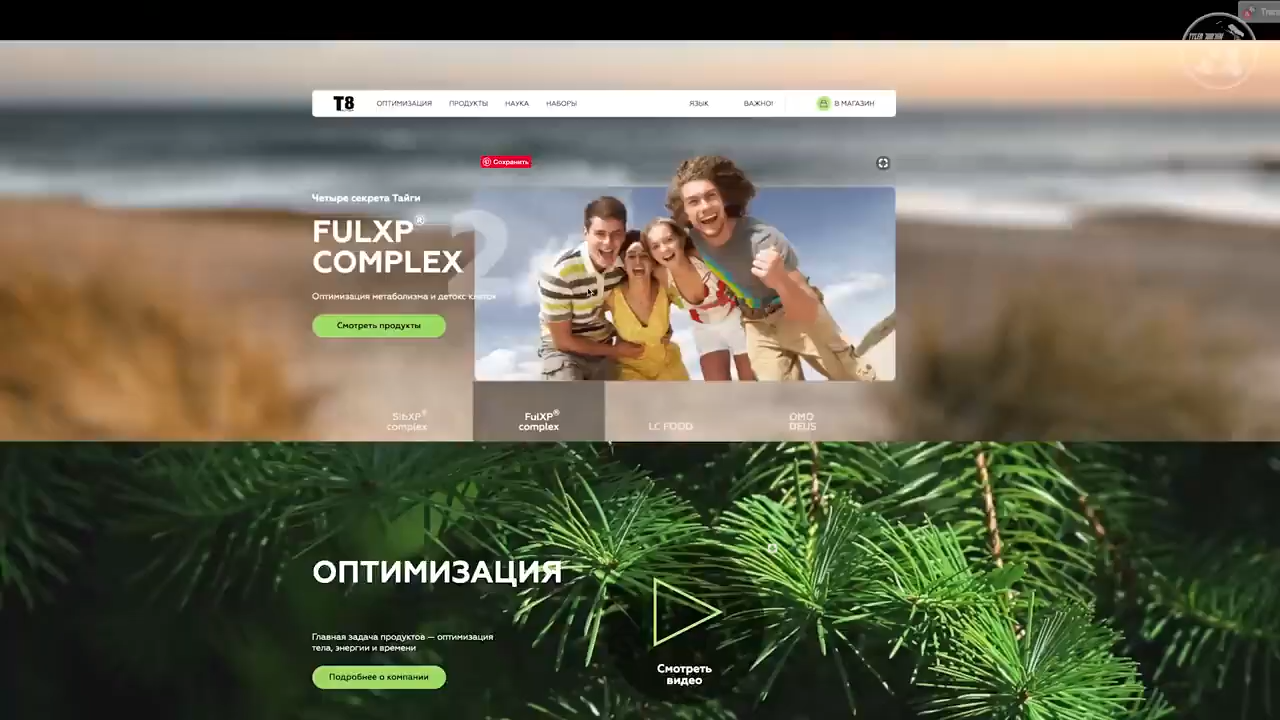 T8
ОПТИМИЗАЦИЯ
ПРОДУКТЫ
НАУКА
НАБОРЫ
ЯЗЫК
ВАЖНО!
В МАГАЗИН
Сохранить
Четыре секрета Тайги
2
FULXP®
COMPLEX
Оптимизация метаболизма и детокс клеток
Смотреть продукты
SibXP®
complex
FulXP®
complex
LC FOOD
OMO
DEUS
ОПТИМИЗАЦИЯ
Главная задача продуктов — оптимизация
тела, энергии и времени
Подробнее о компании
Смотреть
видео